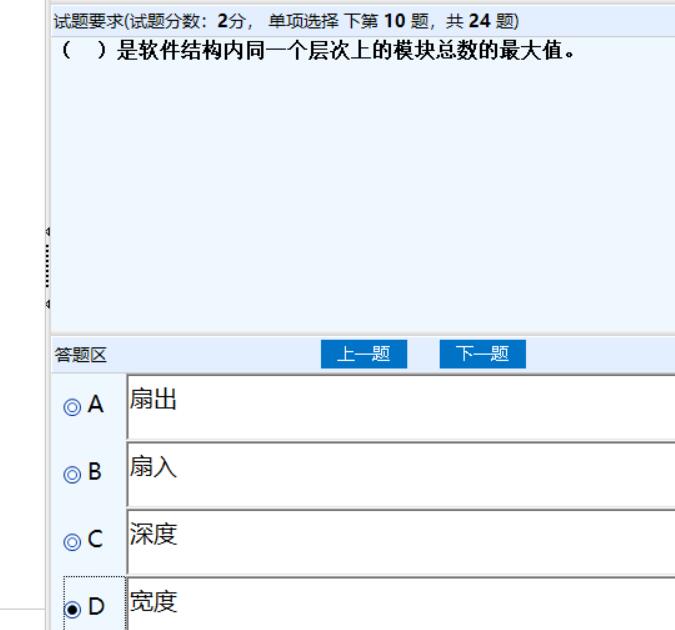 试题要求(试题分数：2分， 单项选择 下第 10 题，共 24 题)
（ ）是软件结构内同一个层次上的模块总数的最大值。
答题区 上一题 下一题
A 扇出
B 扇入
C 深度
D 宽度